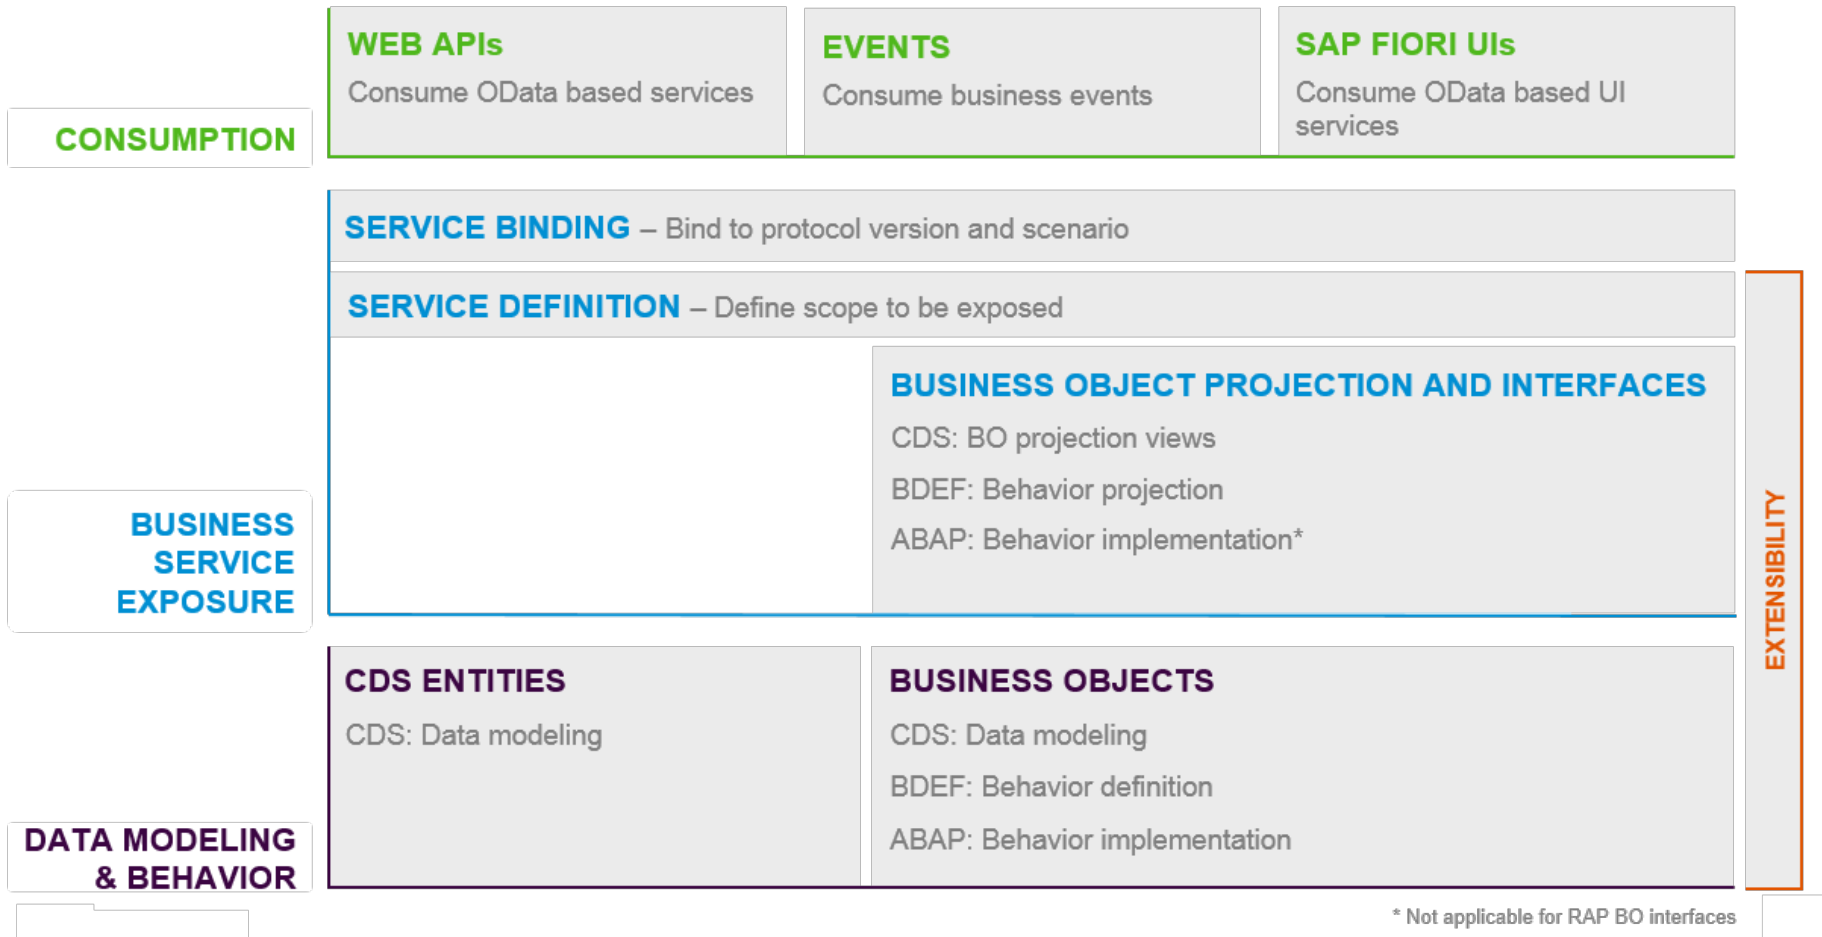 WEB APIs
Consume OData based services
EVENTS
Consume business events
SAP FIORI UIs
Consume OData based UI
services
CONSUMPTION
SERVICE BINDING – Bind to protocol version and scenario
SERVICE DEFINITION – Define scope to be exposed
BUSINESS OBJECT PROJECTION AND INTERFACES
CDS: BO projection views
BDEF: Behavior projection
ABAP: Behavior implementation*
BUSINESS
SERVICE
EXPOSURE
EXTENSIBILITY
CDS ENTITIES
CDS: Data modeling
BUSINESS OBJECTS
CDS: Data modeling
BDEF: Behavior definition
ABAP: Behavior implementation
DATA MODELING
& BEHAVIOR
* Not applicable for RAP BO interfaces